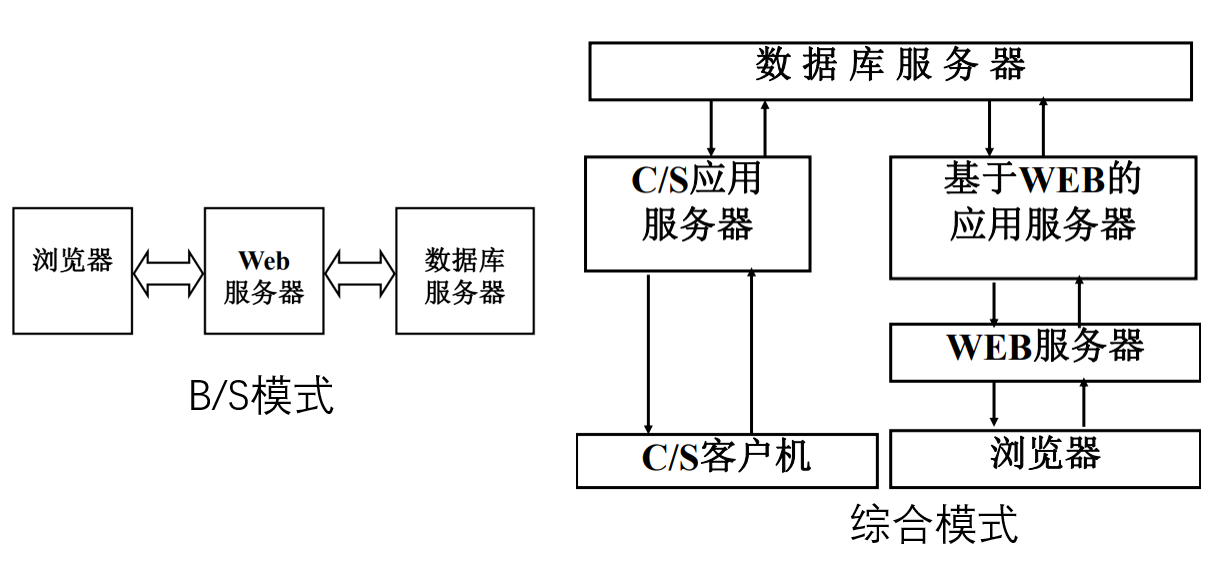 浏览器
Web
服务器
数据库
服务器
B/S模式
数据库服务器
C/S应用
服务器
基于WEB的
应用服务器
WEB服务器
C/S客户机
浏览器
综合模式